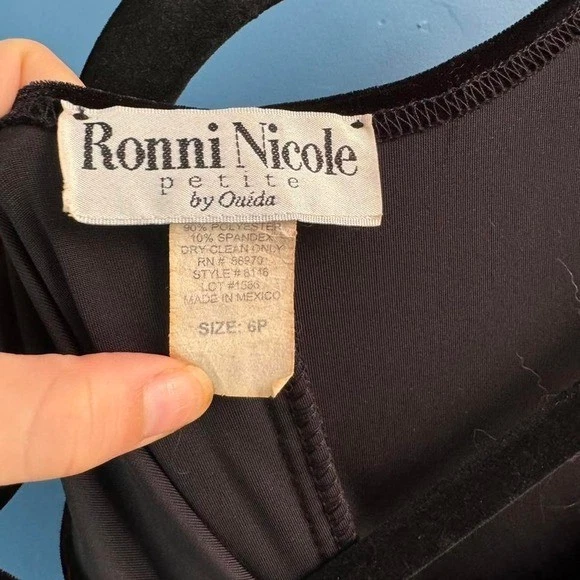 Ronni Nicole
petite
by Ouida
90% POLYESTER
10% SPANDEX
DRY CLEAN ONLY
RN # 86970
STYLE # 8146
LOT #1586
MADE IN MEXICO
SIZE: 6P